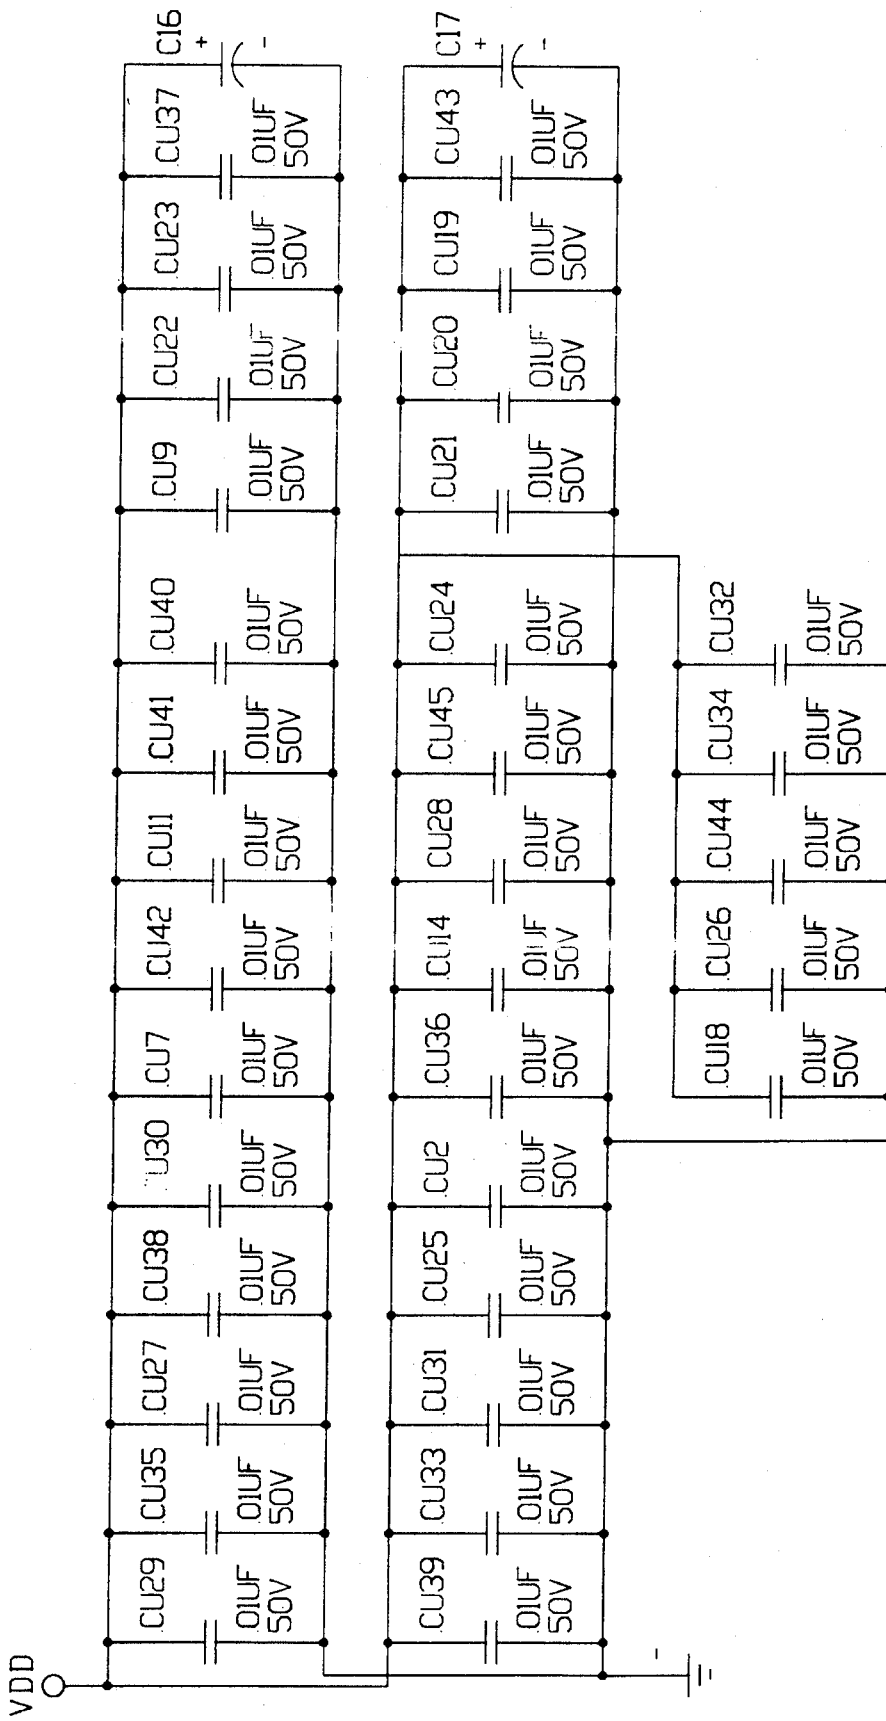 VDD
CU29
.01UF
50V
CU35
.01UF
50V
CU27
.01UF
50V
CU38
.01UF
50V
CU30
.01UF
50V
CU7
.01UF
50V
CU42
.01UF
50V
CU11
.01UF
50V
CU41
.01UF
50V
CU40
.01UF
50V
CU9
.01UF
50V
CU22
.01UF
50V
CU23
.01UF
50V
CU37
.01UF
50V
C16
+
-
CU39
.01UF
50V
CU33
.01UF
50V
CU31
.01UF
50V
CU25
.01UF
50V
CU2
.01UF
50V
CU36
.01UF
50V
CU14
.01UF
50V
CU28
.01UF
50V
CU45
.01UF
50V
CU24
.01UF
50V
CU21
.01UF
50V
CU20
.01UF
50V
CU19
.01UF
50V
CU43
.01UF
50V
C17
+
-
CU18
.01UF
50V
CU26
.01UF
50V
CU44
.01UF
50V
CU34
.01UF
50V
CU32
.01UF
50V